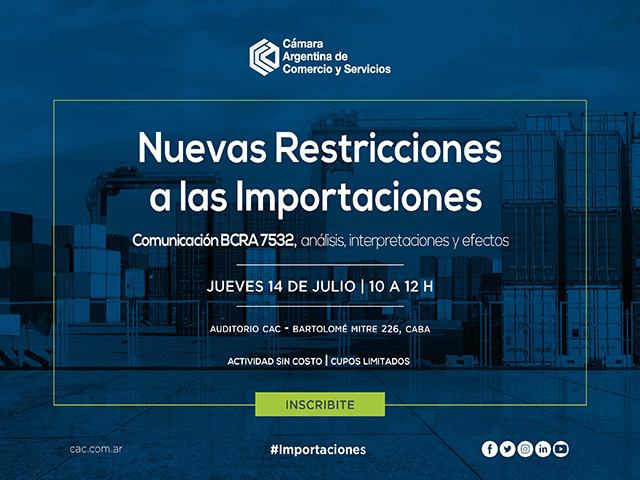 Cámara
Argentina de
Comercio y Servicios
Nuevas Restricciones
a las Importaciones
Comunicación BCRA 7532, análisis, interpretaciones y efectos
JUEVES 14 DE JULIO | 10 A 12 H
AUDITORIO CAC - BARTOLOMÉ MITRE 226, CABA
ACTIVIDAD SIN COSTO | CUPOS LIMITADOS
INSCRIBITE
cac.com.ar
#Importaciones